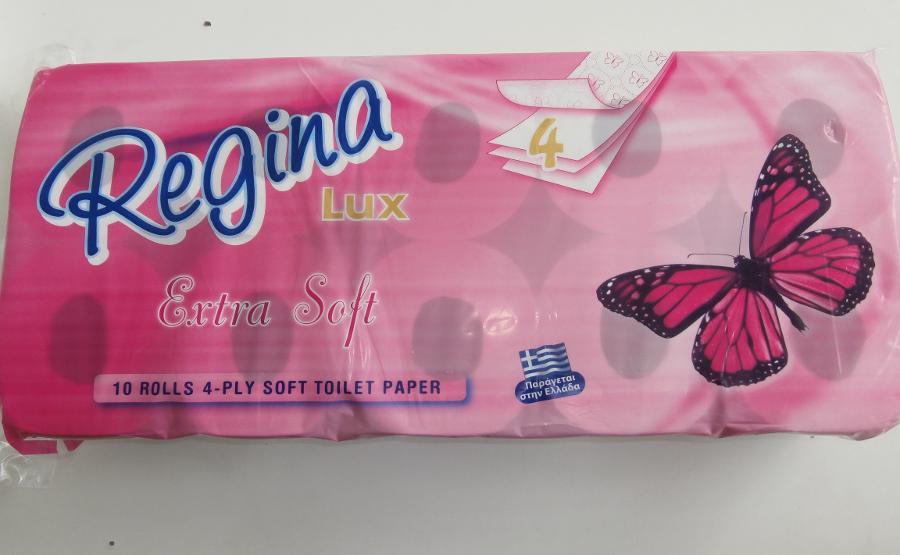 Regina
Lux
4
Extra Soft
10 ROLLS 4-PLY SOFT TOILET PAPER
Παράγεται
στην Ελλάδα